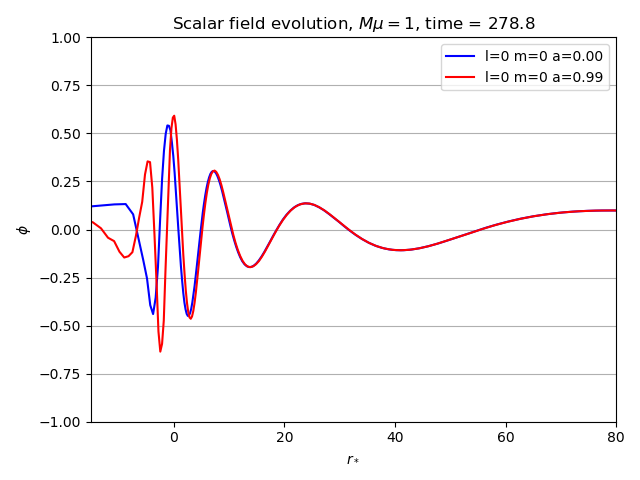 Scalar field evolution, Mμ = 1, time = 278.8
l=0 m=0 a=0.00
l=0 m=0 a=0.99
1.00
0.75
0.50
0.25
0.00
−0.25
−0.50
−0.75
−1.00
ϕ
0 20 40 60 80
r*